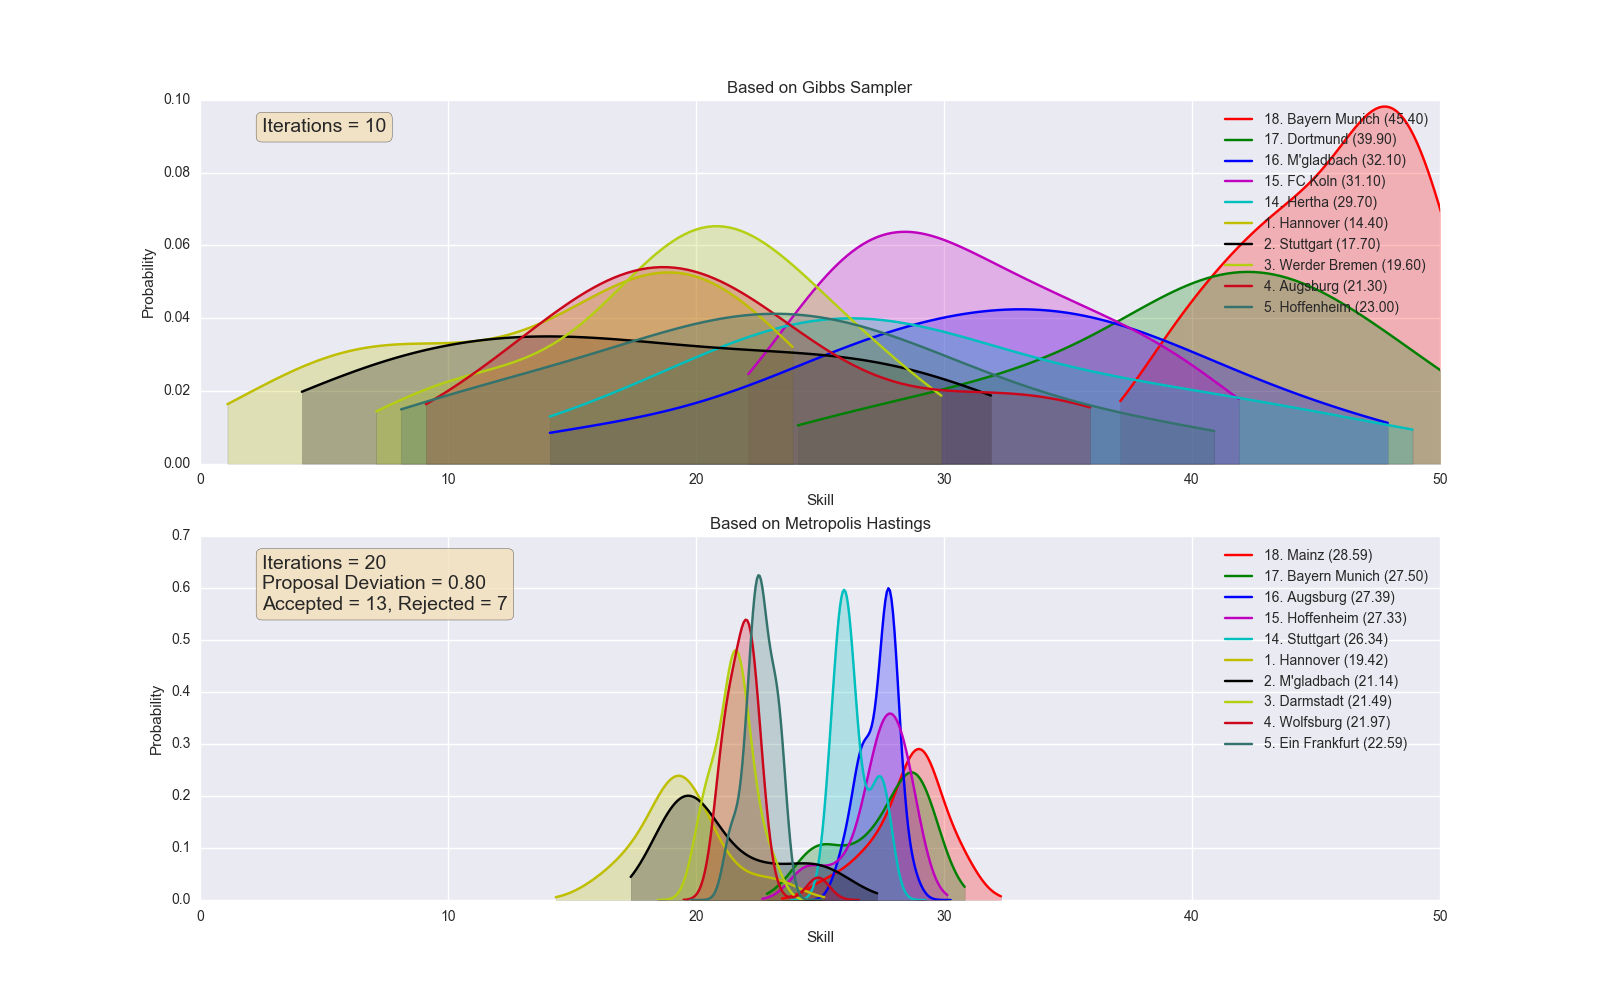 Based on Gibbs Sampler
Iterations = 10
18. Bayern Munich (45.40)
17. Dortmund (39.90)
16. M'gladbach (32.10)
15. FC Koln (31.10)
14. Hertha (29.70)
1. Hannover (14.40)
2. Stuttgart (17.70)
3. Werder Bremen (19.60)
4. Augsburg (21.30)
5. Hoffenheim (23.00)
0.10
0.08
0.06
0.04
0.02
0.00
Probability
0 10 20 30 40 50
Skill
Based on Metropolis Hastings
Iterations = 20
Proposal Deviation = 0.80
Accepted = 13, Rejected = 7
18. Mainz (28.59)
17. Bayern Munich (27.50)
16. Augsburg (27.39)
15. Hoffenheim (27.33)
14. Stuttgart (26.34)
1. Hannover (19.42)
2. M'gladbach (21.14)
3. Darmstadt (21.49)
4. Wolfsburg (21.97)
5. Ein Frankfurt (22.59)
0.7
0.6
0.5
0.4
0.3
0.2
0.1
0.0
Probability
0 10 20 30 40 50
Skill